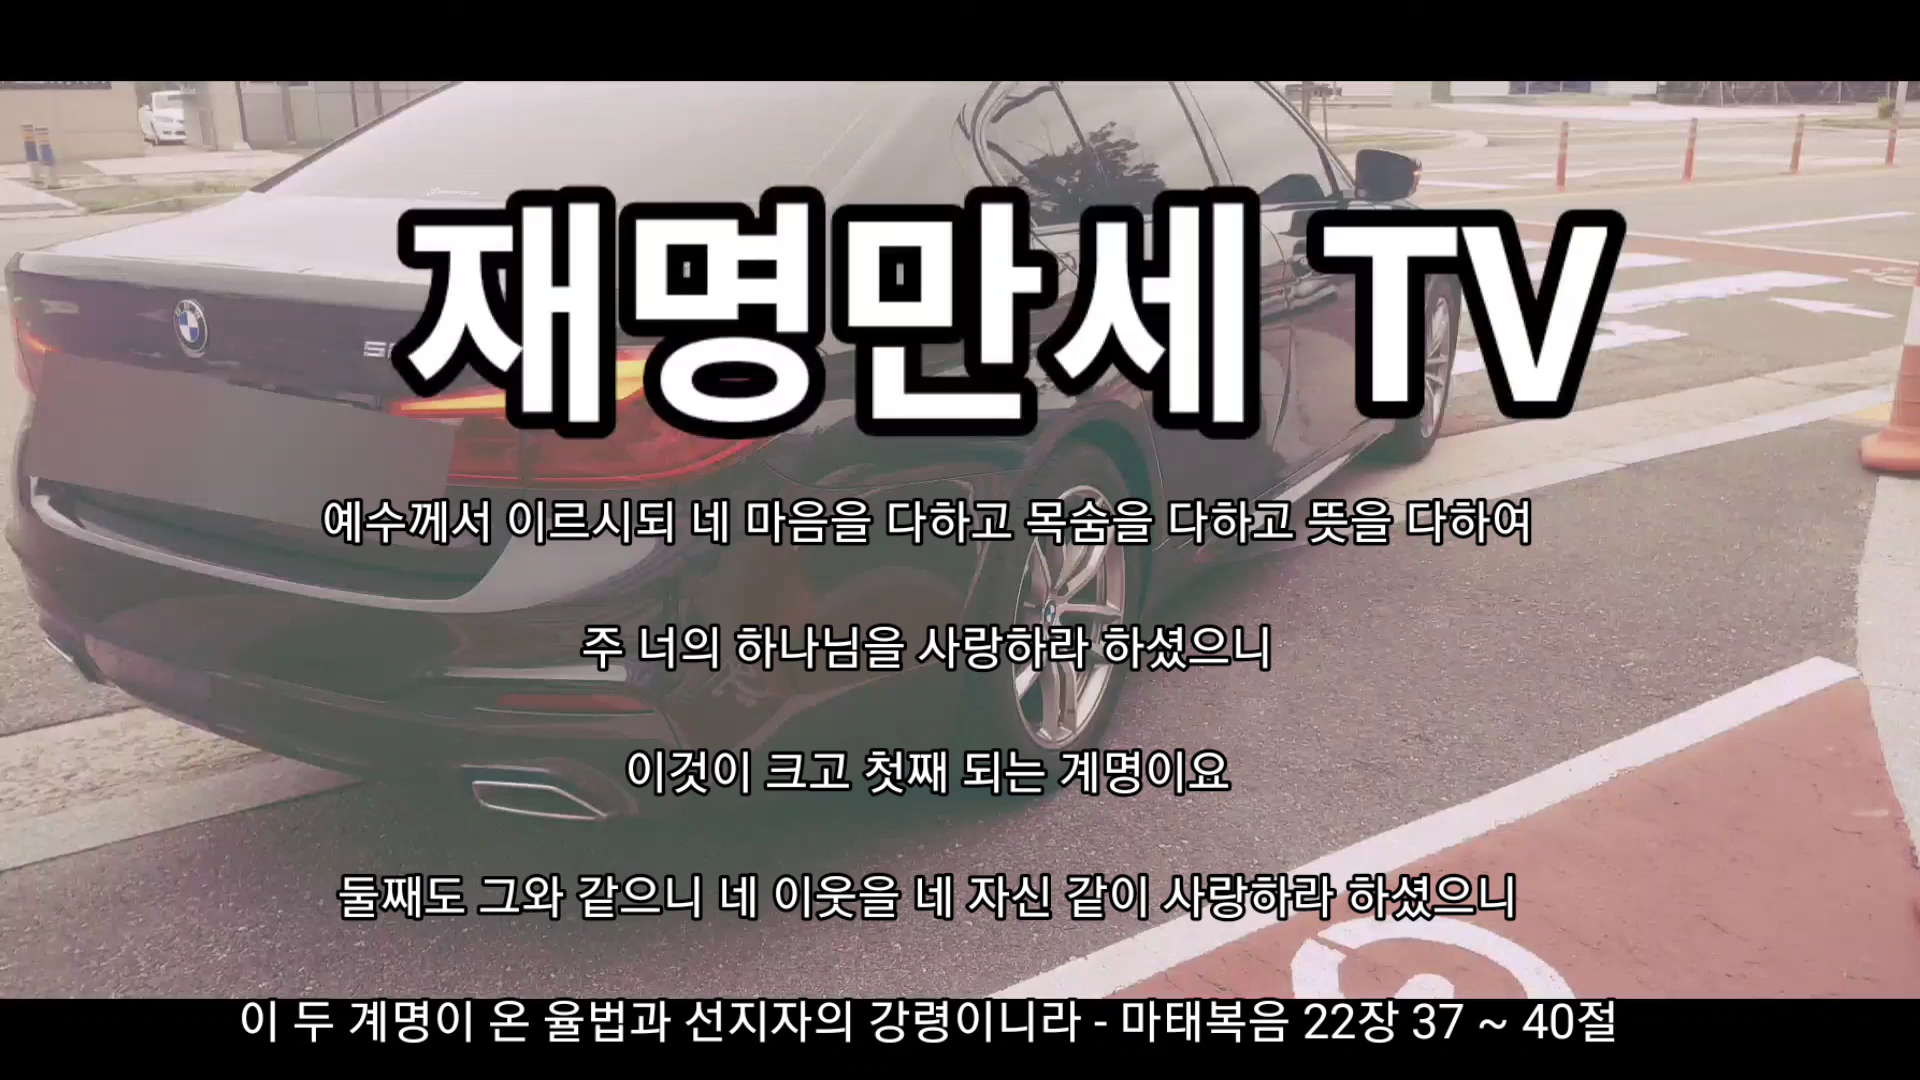 재명만세 TV
예수께서 이르시되 네 마음을 다하고 목숨을 다하고 뜻을 다하여
주 너의 하나님을 사랑하라 하셨으니
이것이 크고 첫째 되는 계명이요
둘째도 그와 같으니 네 이웃을 네 자신 같이 사랑하라 하셨으니
이 두 계명이 온 율법과 선지자의 강령이니라 - 마태복음 22장 37 ~ 40절